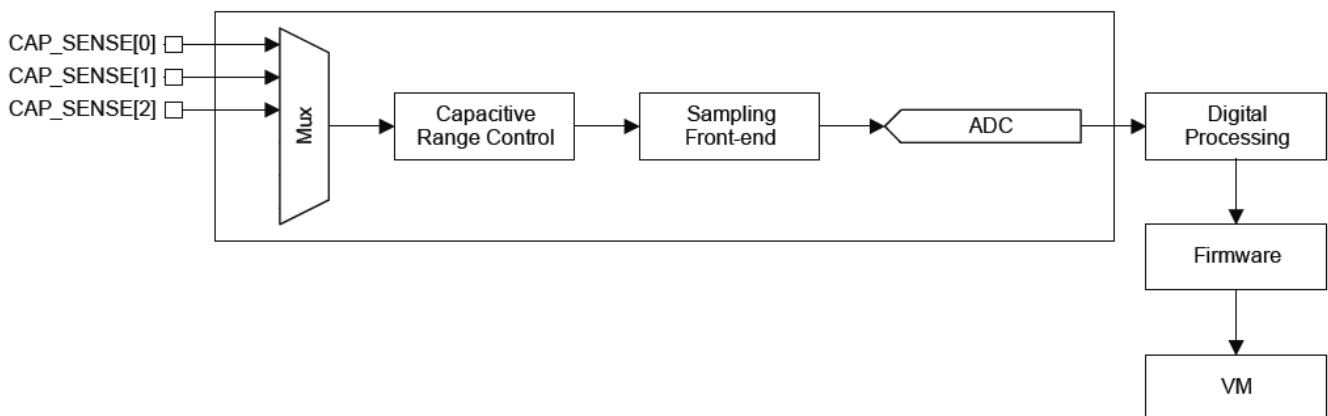 CAP_SENSE[0]
CAP_SENSE[1]
CAP_SENSE[2]
Mux
Capacitive
Range Control
Sampling
Front-end
ADC
Digital
Processing
Firmware
VM